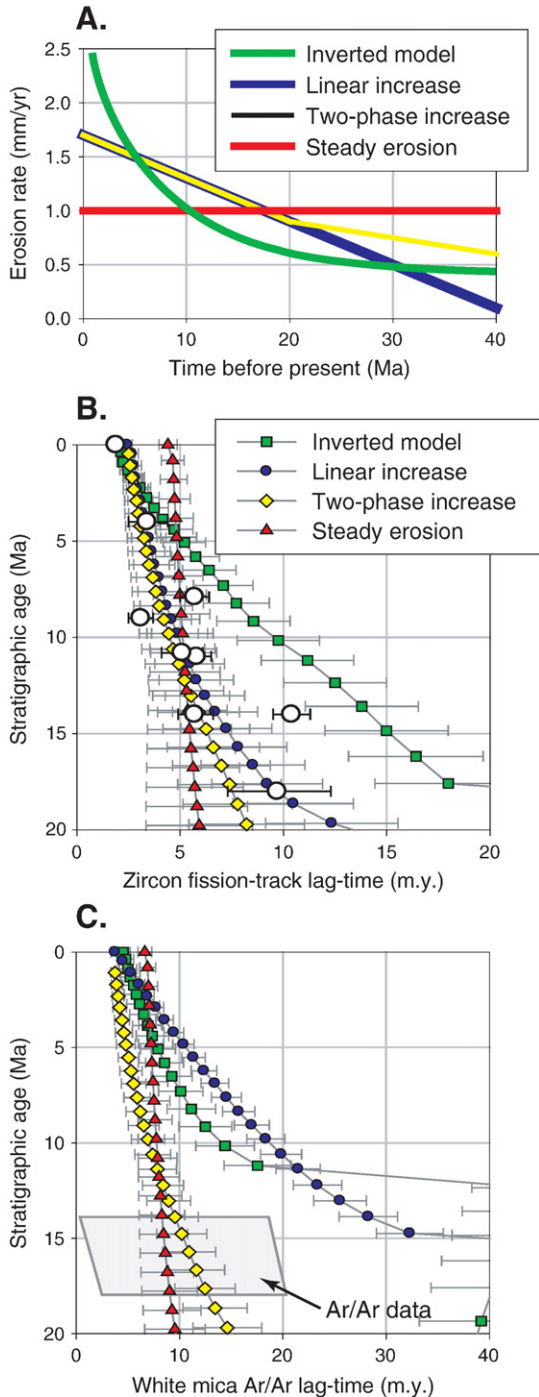 A.
Inverted model
Linear increase
Two-phase increase
Steady erosion
2.5
2.0
1.5
1.0
0.5
0.0
Erosion rate (mm/yr)
0 10 20 30 40
Time before present (Ma)
B.
Inverted model
Linear increase
Two-phase increase
Steady erosion
0
5
10
15
20
Stratigraphic age (Ma)
0 5 10 15 20
Zircon fission-track lag-time (m.y.)
C.
0
5
10
15
20
Stratigraphic age (Ma)
Ar/Ar data
0 10 20 30 40
White mica Ar/Ar lag-time (m.y.)